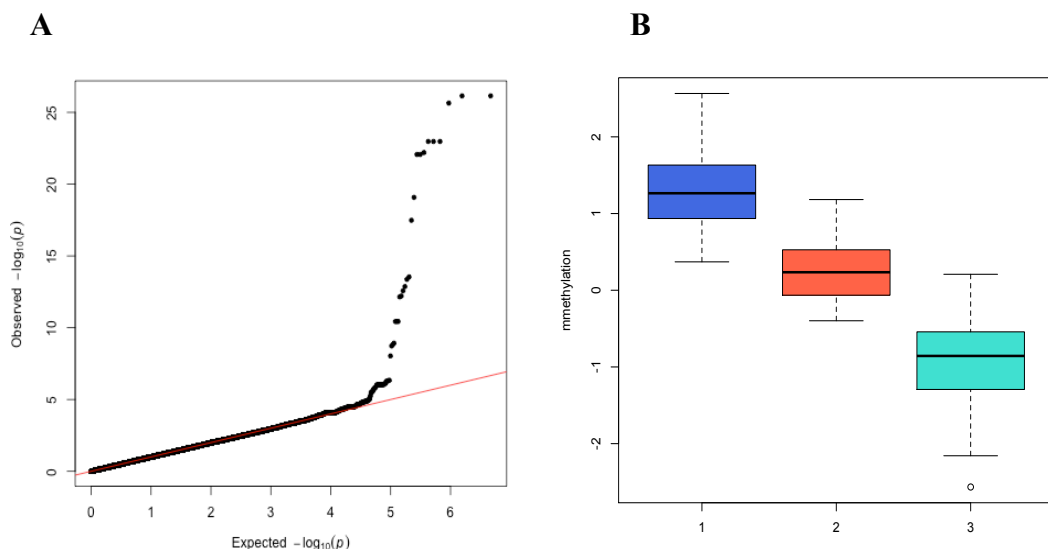 A
B
25
20
15
10
5
0
Observed −log10(p)
0 1 2 3 4 5 6
Expected −log10(p)
2
1
0
-1
-2
mmethylation
1 2 3